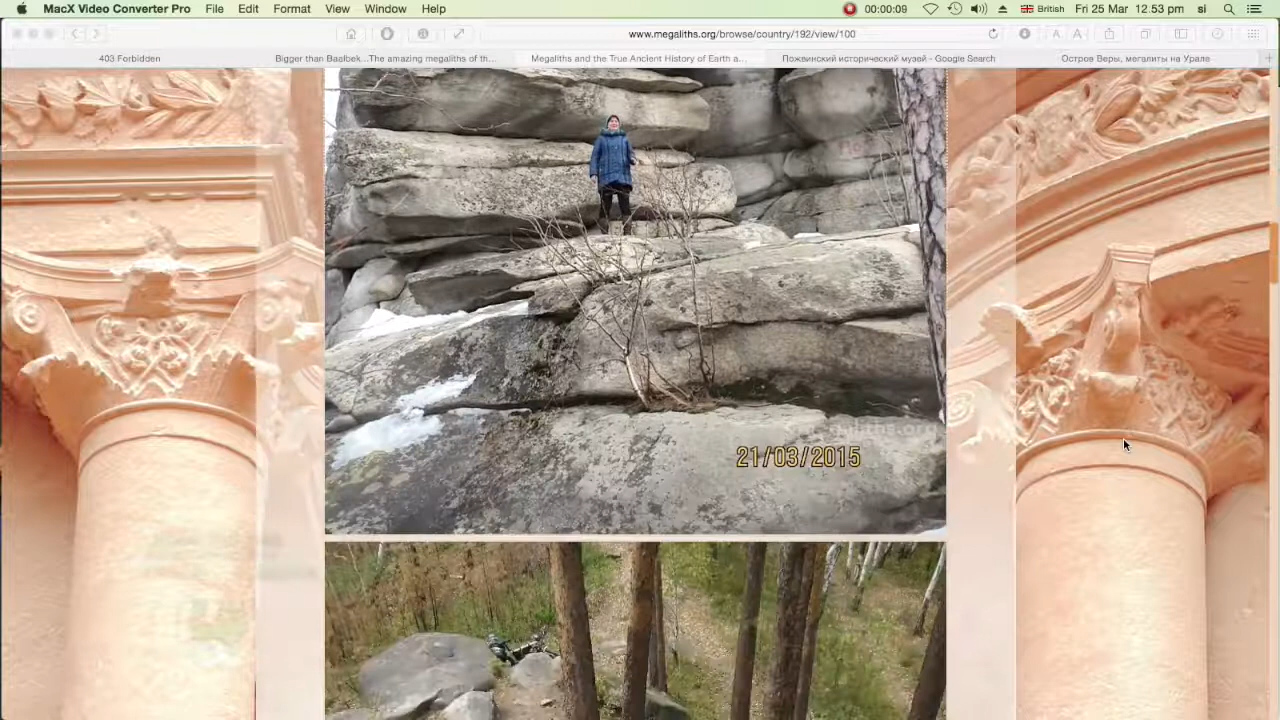 MacX Video Converter Pro File Edit Format View Window Help 00:00:09 British Fri 25 Mar 12.53 pm si
www.megaliths.org/browse/country/192/view/100
403 Forbidden Bigger than Baalbek...The amazing megaliths of th... Megaliths and the True Ancient History of Earth a... Пожвинский исторический музей - Google Search Остров Веры, мегалиты на Урале
megaliths.org
21/03/2015